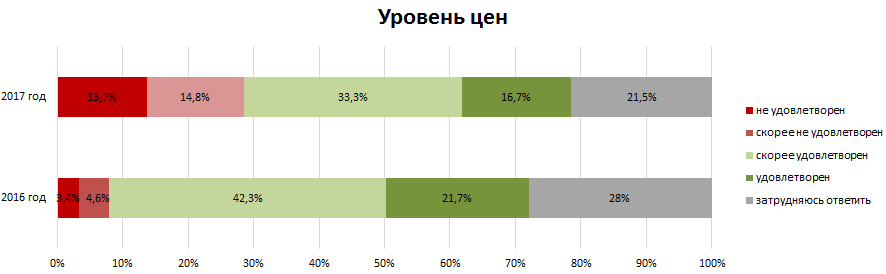 Уровень цен
2017 год
13,7%
14,8%
33,3%
16,7%
21,5%
2016 год
3,4%
4,6%
42,3%
21,7%
28%
0%
10%
20%
30%
40%
50%
60%
70%
80%
90%
100%
не удовлетворен
скорее не удовлетворен
скорее удовлетворен
удовлетворен
затрудняюсь ответить